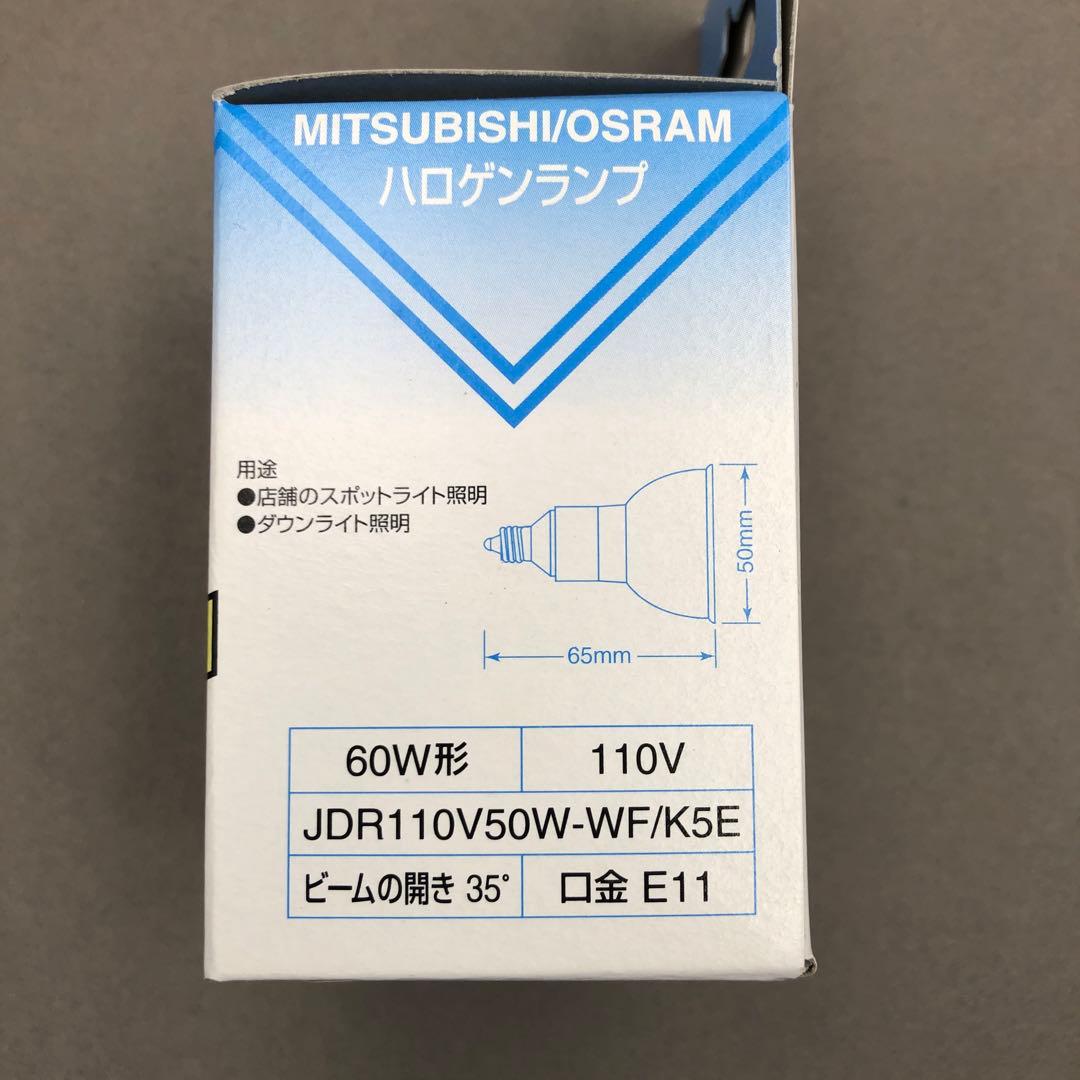 MITSUBISHI/OSRAM
ハロゲンランプ
用途
●店舗のスポットライト照明
●ダウンライト照明
50mm
65mm
60W形 110V
JDR110V50W-WF/K5E
ビームの開き 35° 口金 E11